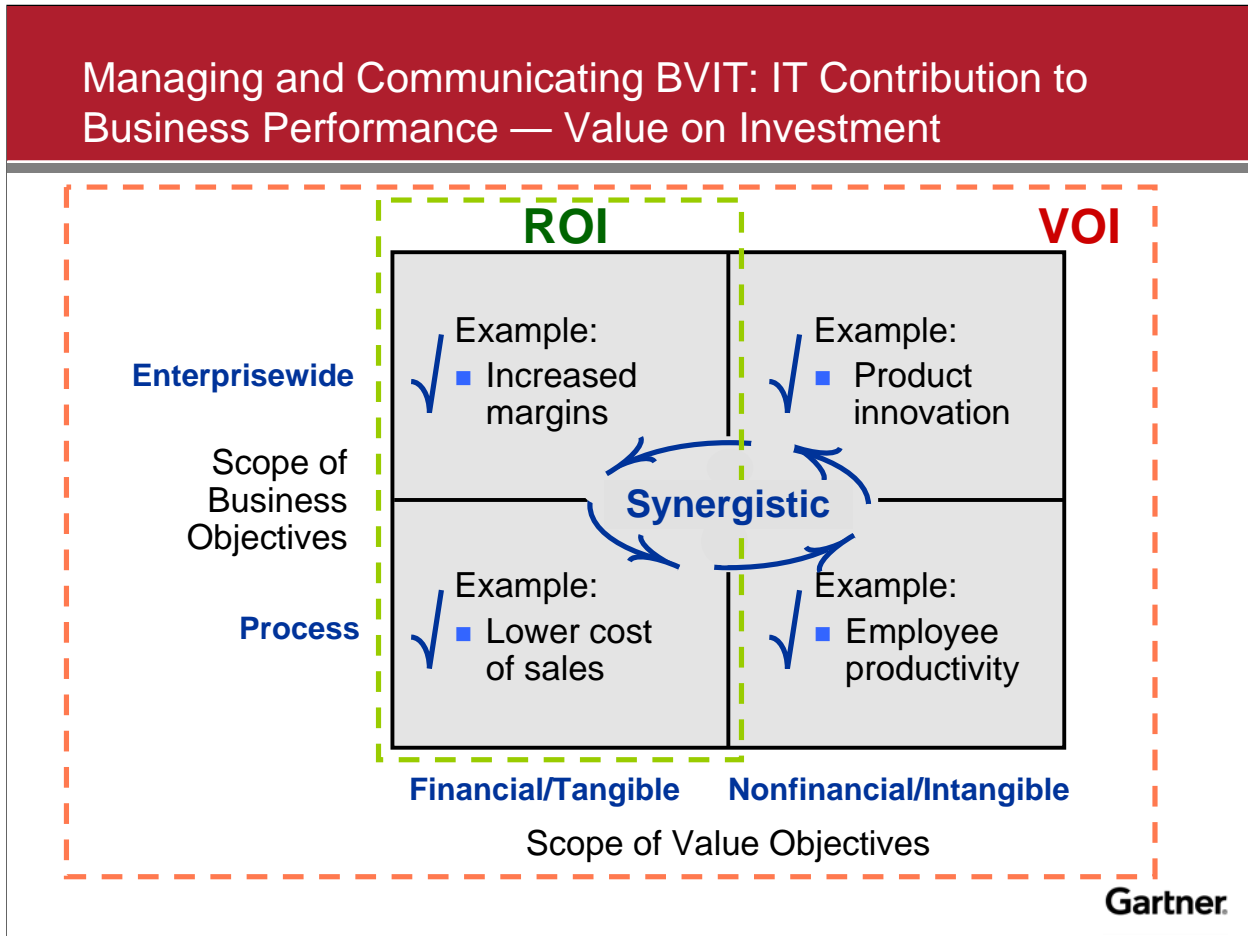 Managing and Communicating BVIT: IT Contribution to
Business Performance — Value on Investment
ROI
VOI
Enterprisewide
Example:
■ Increased
margins
Example:
■ Product
innovation
Scope of
Business
Objectives
Synergistic
Process
Example:
■ Lower cost
of sales
Example:
■ Employee
productivity
Financial/Tangible
Nonfinancial/Intangible
Scope of Value Objectives
Gartner.